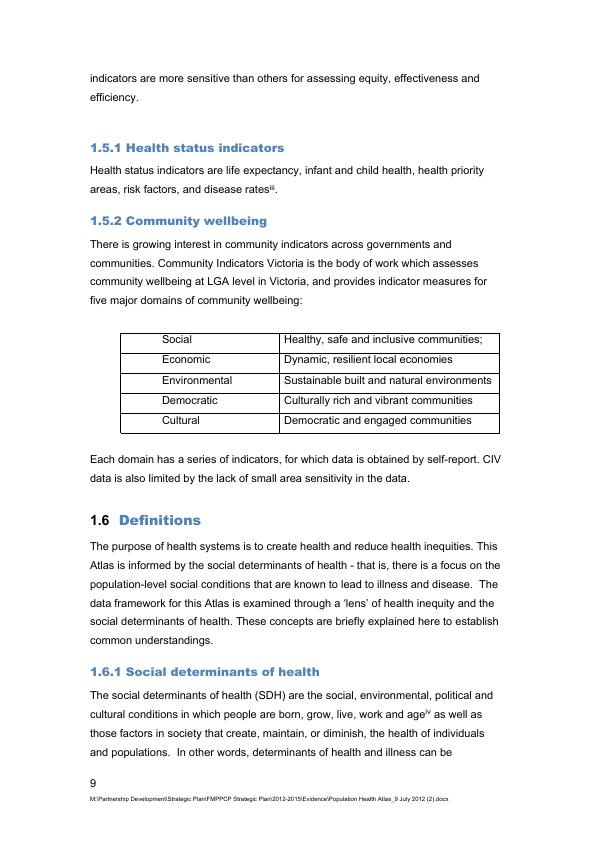 indicators are more sensitive than others for assessing equity, effectiveness and
efficiency.
1.5.1 Health status indicators
Health status indicators are life expectancy, infant and child health, health priority
areas, risk factors, and disease ratesiii.
1.5.2 Community wellbeing
There is growing interest in community indicators across governments and
communities. Community Indicators Victoria is the body of work which assesses
community wellbeing at LGA level in Victoria, and provides indicator measures for
five major domains of community wellbeing:
Social Healthy, safe and inclusive communities;
Economic Dynamic, resilient local economies
Environmental Sustainable built and natural environments
Democratic Culturally rich and vibrant communities
Cultural Democratic and engaged communities
Each domain has a series of indicators, for which data is obtained by self-report. CIV
data is also limited by the lack of small area sensitivity in the data.
1.6 Definitions
The purpose of health systems is to create health and reduce health inequities. This
Atlas is informed by the social determinants of health - that is, there is a focus on the
population-level social conditions that are known to lead to illness and disease. The
data framework for this Atlas is examined through a ‘lens’ of health inequity and the
social determinants of health. These concepts are briefly explained here to establish
common understandings.
1.6.1 Social determinants of health
The social determinants of health (SDH) are the social, environmental, political and
cultural conditions in which people are born, grow, live, work and ageiv as well as
those factors in society that create, maintain, or diminish, the health of individuals
and populations. In other words, determinants of health and illness can be
9
M:\Partnership Development\Strategic Plan\FMPPCP Strategic Plan\2012-2015\Evidence\Population Health Atlas_9 July 2012 (2).docx